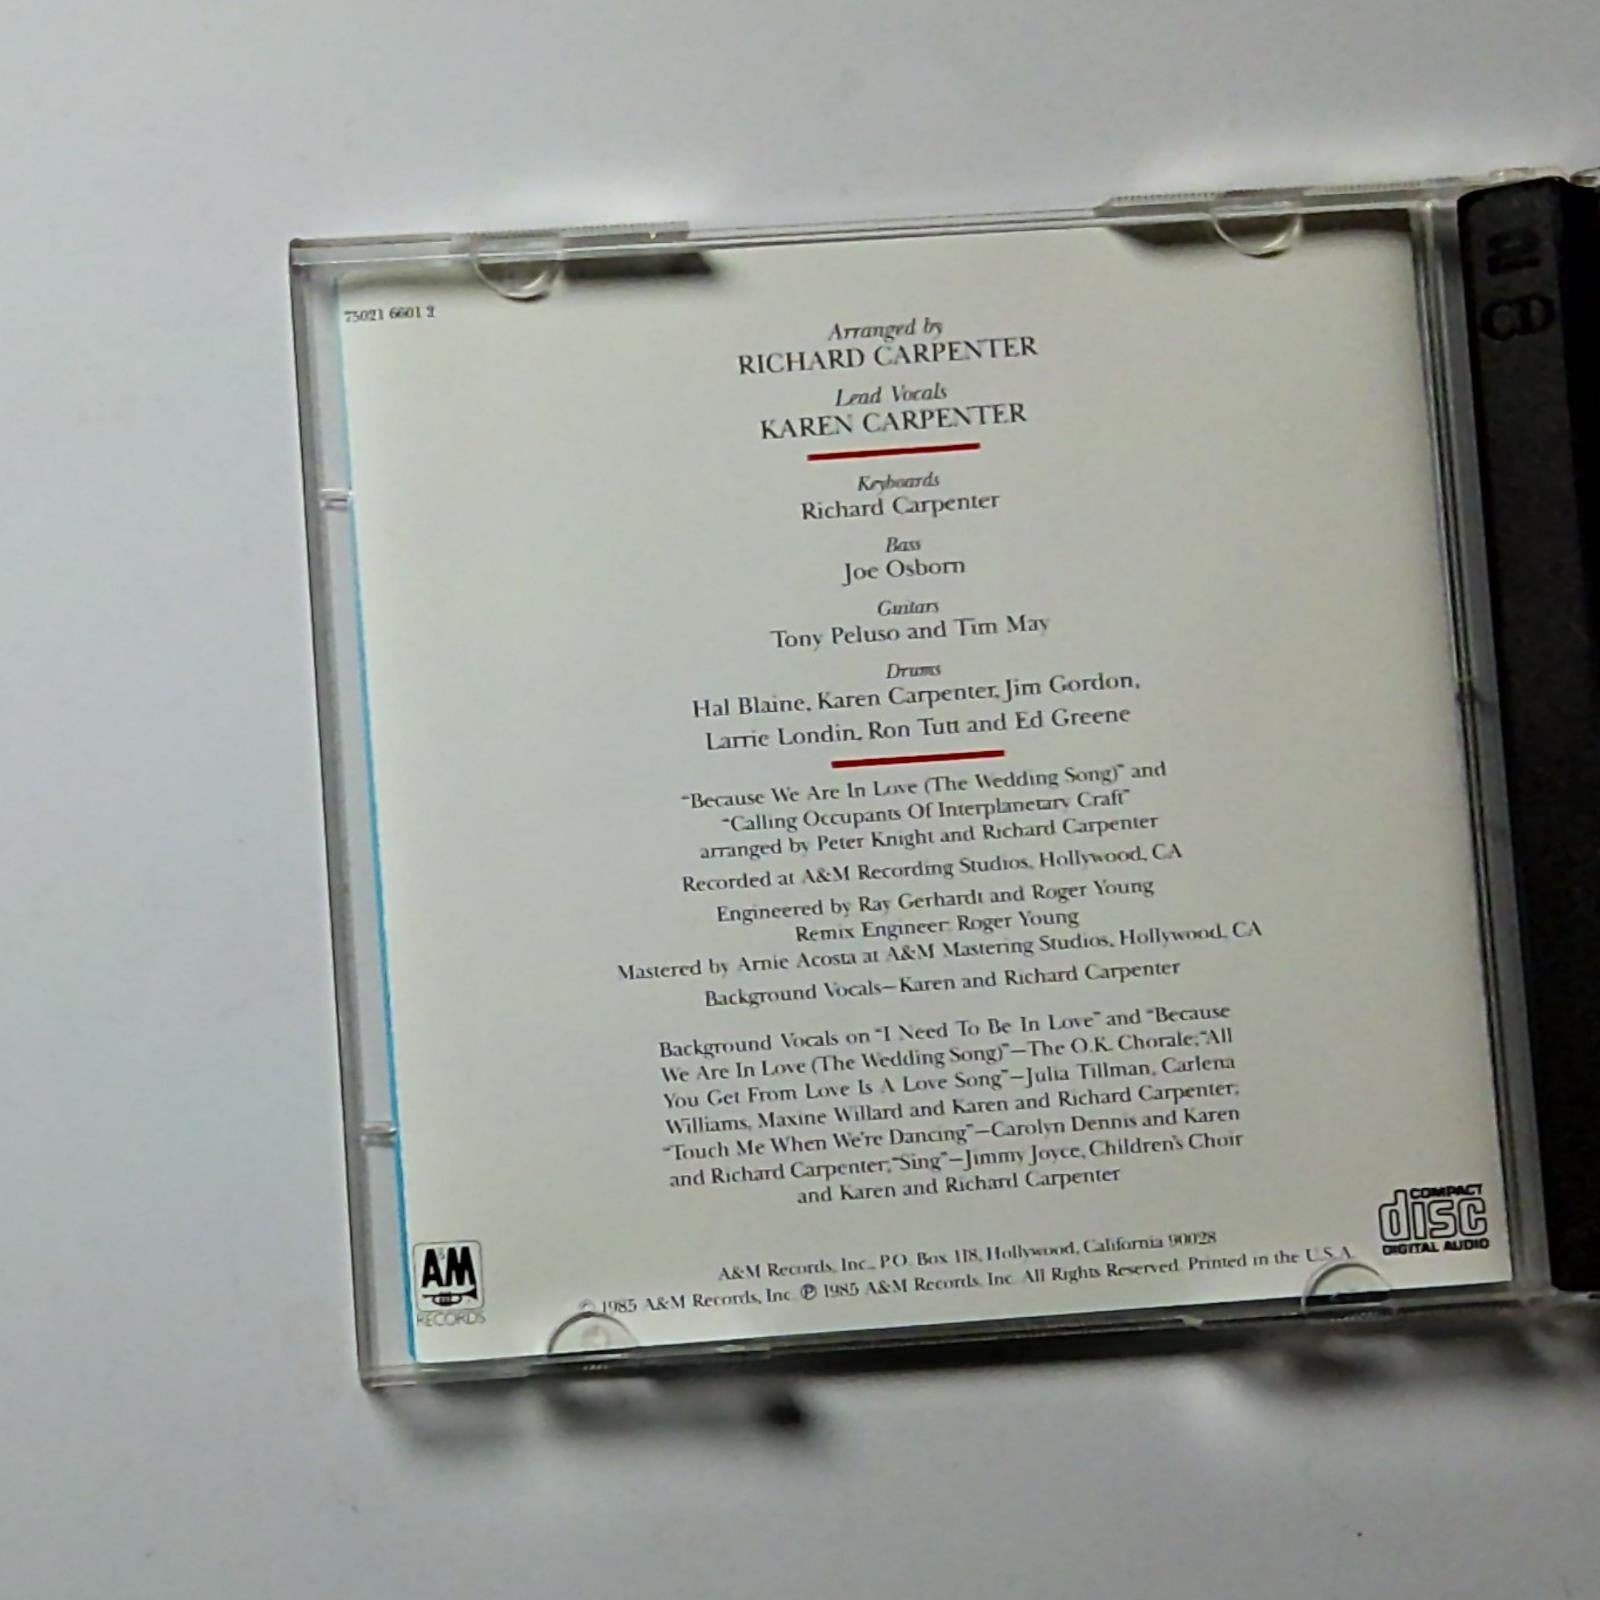 75021 6601 2
Arranged by
RICHARD CARPENTER
Lead Vocals
KAREN CARPENTER
Keyboards
Richard Carpenter
Bass
Joe Osborn
Guitars
Tony Peluso and Tim May
Drums
Hal Blaine, Karen Carpenter, Jim Gordon,
Larrie Londin, Ron Tutt and Ed Greene
“Because We Are In Love (The Wedding Song)” and
“Calling Occupants Of Interplanetary Craft”
arranged by Peter Knight and Richard Carpenter
Recorded at A&M Recording Studios, Hollywood, CA
Engineered by Ray Gerhardt and Roger Young
Remix Engineer: Roger Young
Mastered by Arnie Acosta at A&M Mastering Studios, Hollywood, CA
Background Vocals—Karen and Richard Carpenter
Background Vocals on “I Need To Be In Love” and “Because
We Are In Love (The Wedding Song)”—The O.K. Chorale; “All
You Get From Love Is A Love Song”—Julia Tillman, Carlena
Williams, Maxine Willard and Karen and Richard Carpenter;
“Touch Me When We're Dancing”—Carolyn Dennis and Karen
and Richard Carpenter; “Sing”—Jimmy Joyce, Children's Choir
and Karen and Richard Carpenter
A&M Records, Inc., P.O. Box 118, Hollywood, California 90028
© 1985 A&M Records, Inc. ℗ 1985 A&M Records, Inc. All Rights Reserved. Printed in the U.S.A.
A&M
RECORDS
COMPACT
disc
DIGITAL AUDIO
2
CD